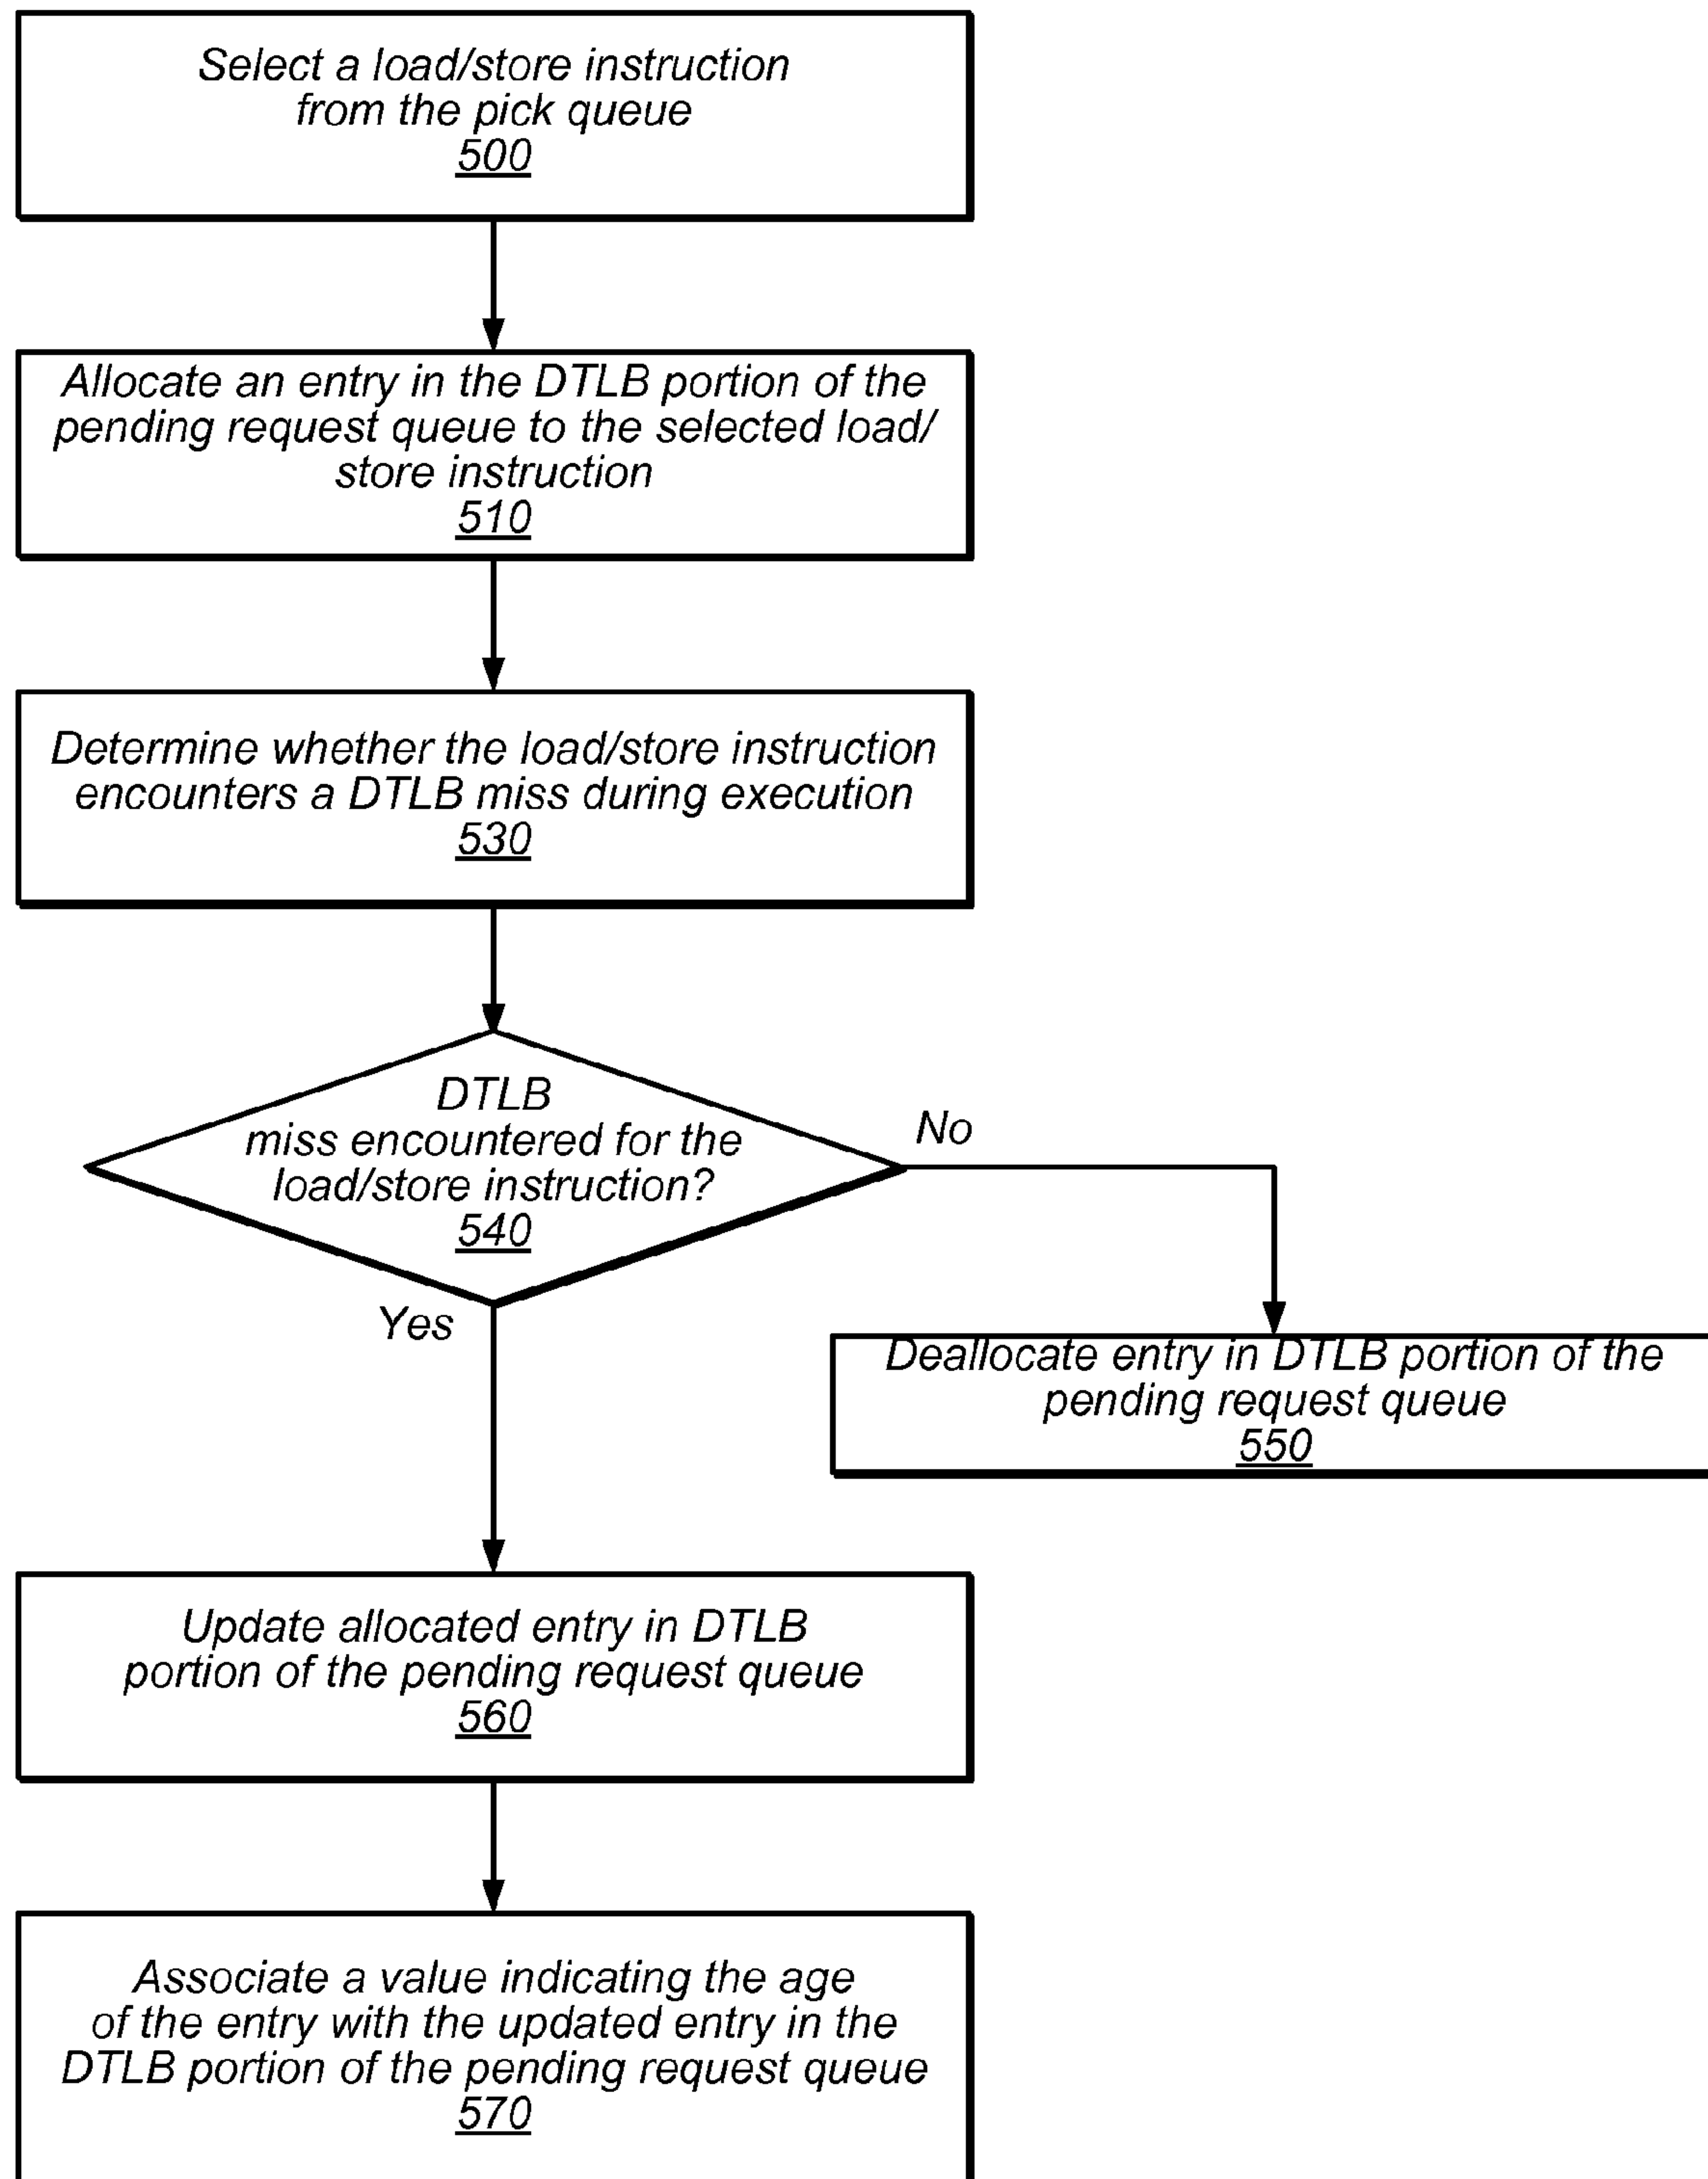 Select a load/store instruction
from the pick queue
500
Allocate an entry in the DTLB portion of the
pending request queue to the selected load/
store instruction
510
Determine whether the load/store instruction
encounters a DTLB miss during execution
530
DTLB
miss encountered for the
load/store instruction?
540
No
Yes
Deallocate entry in DTLB portion of the
pending request queue
550
Update allocated entry in DTLB
portion of the pending request queue
560
Associate a value indicating the age
of the entry with the updated entry in the
DTLB portion of the pending request queue
570